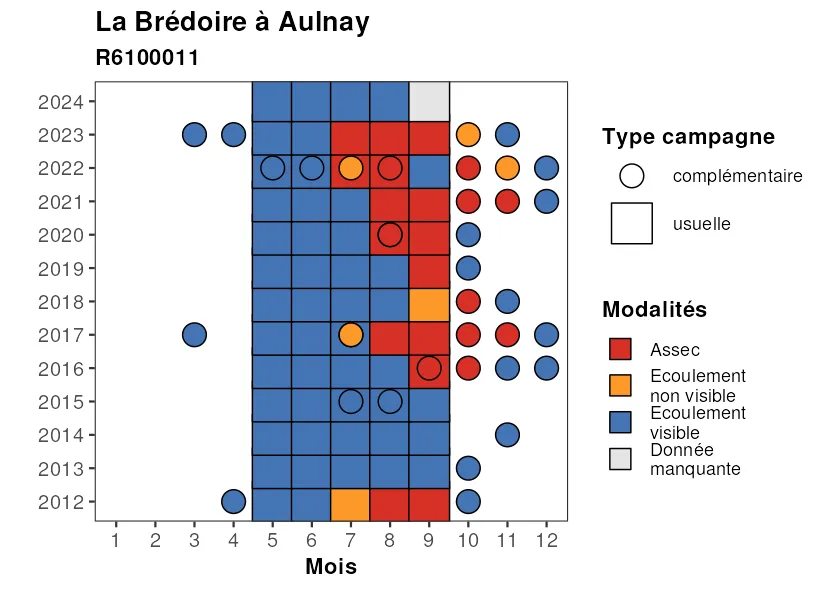 La Brédoire à Aulnay
R6100011
2024
2023
2022
2021
2020
2019
2018
2017
2016
2015
2014
2013
2012
1 2 3 4 5 6 7 8 9 10 11 12
Mois
Type campagne
complémentaire
usuelle
Modalités
Assec
Ecoulement
non visible
Ecoulement
visible
Donnée
manquante